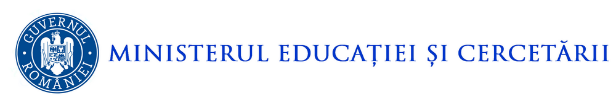 GUVERNUL ROMÂNIEI
MINISTERUL EDUCAȚIEI ȘI CERCETĂRII